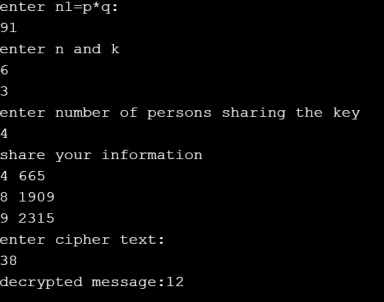 enter nl=p*q:
91
enter n and k
6
3
enter number of persons sharing the key
4
share your information
4 665
8 1909
9 2315
enter cipher text:
38
decrypted message:12